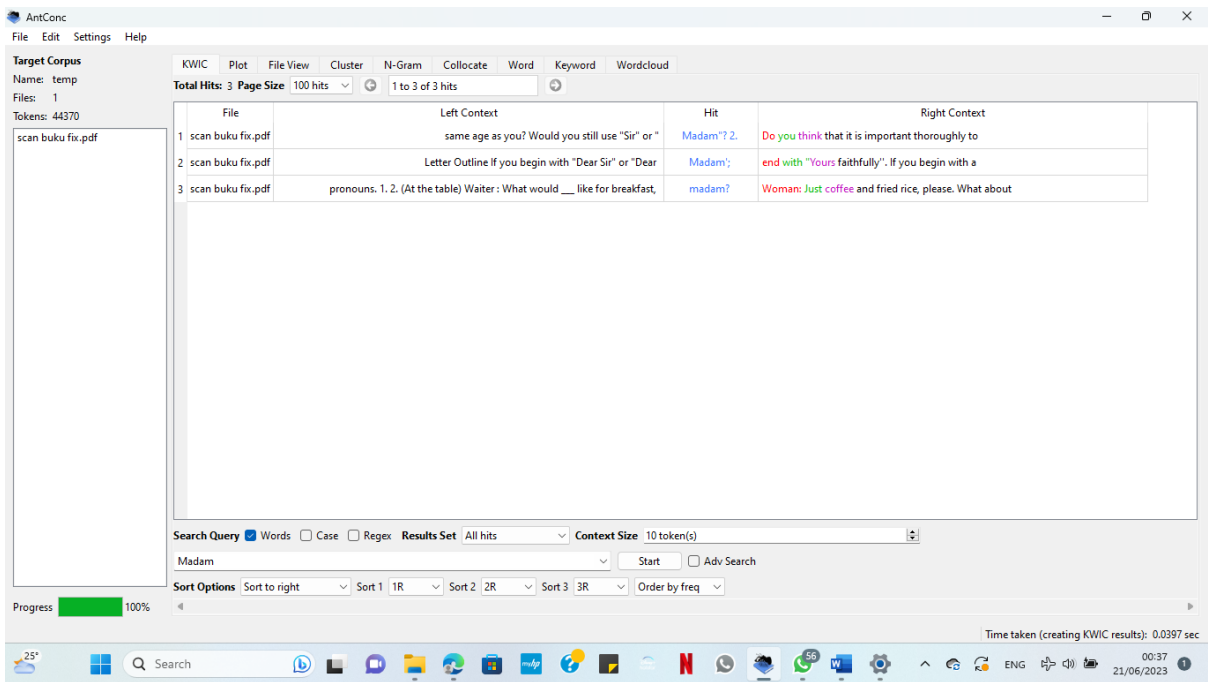 AntConc
File Edit Settings Help
Target Corpus
Name: temp
Files: 1
Tokens: 44370
scan buku fix.pdf
KWIC Plot File View Cluster N-Gram Collocate Word Keyword Wordcloud
Total Hits: 3 Page Size 100 hits 1 to 3 of 3 hits
File Left Context Hit Right Context
1 scan buku fix.pdf same age as you? Would you still use "Sir" or " Madam"? 2. Do you think that it is important thoroughly to
2 scan buku fix.pdf Letter Outline If you begin with "Dear Sir" or "Dear Madam'; end with "Yours faithfully". If you begin with a
3 scan buku fix.pdf pronouns. 1. 2. (At the table) Waiter : What would __ like for breakfast, madam? Woman: Just coffee and fried rice, please. What about
Search Query Words Case Regex Results Set All hits Context Size 10 token(s)
Madam Start Adv Search
Sort Options Sort to right Sort 1 1R Sort 2 2R Sort 3 3R Order by freq
Progress 100%
Time taken (creating KWIC results): 0.0397 sec
25°
Search
myhp
56
ENG
00:37
21/06/2023
1